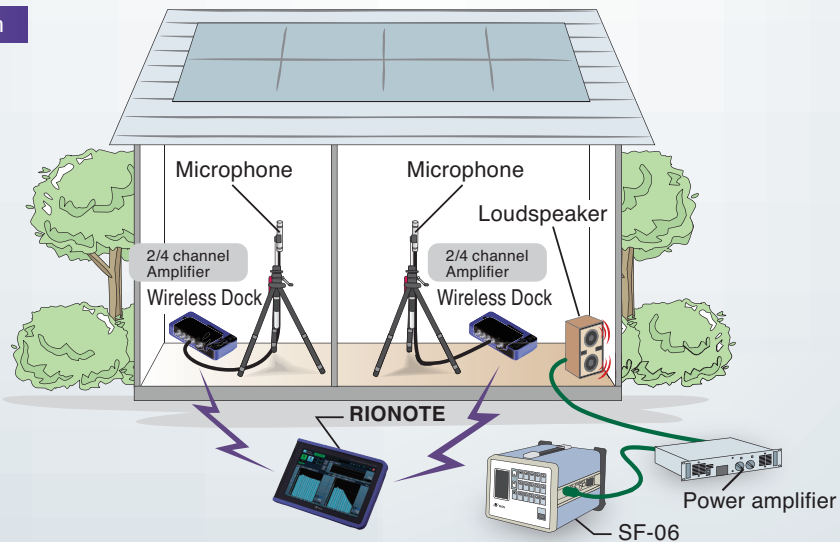 Microphone
Microphone
Loudspeaker
2/4 channel
Amplifier
Wireless Dock
2/4 channel
Amplifier
Wireless Dock
RIONOTE
Power amplifier
SF-06